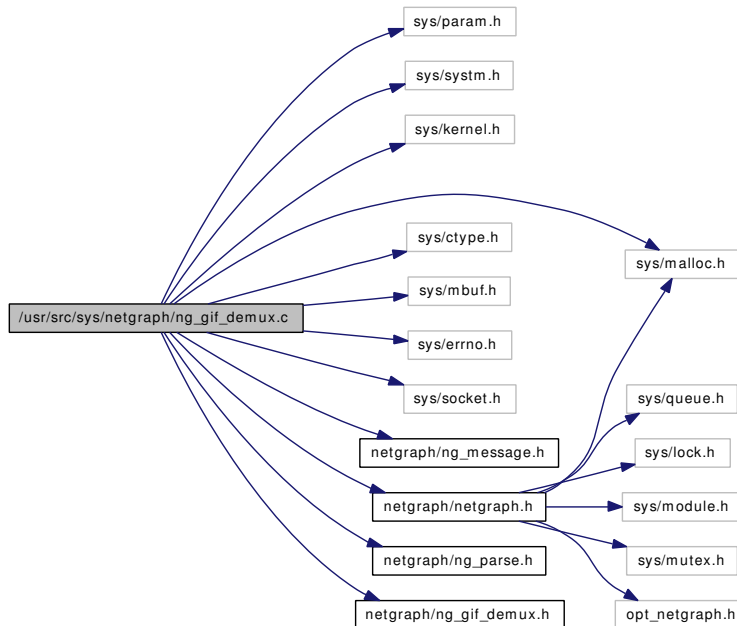 sys/param.h
sys/systm.h
sys/kernel.h
sys/ctype.h
sys/malloc.h
sys/mbuf.h
/usr/src/sys/netgraph/ng_gif_demux.c
sys/errno.h
sys/socket.h
sys/queue.h
netgraph/ng_message.h
sys/lock.h
netgraph/netgraph.h
sys/module.h
netgraph/ng_parse.h
sys/mutex.h
netgraph/ng_gif_demux.h
opt_netgraph.h